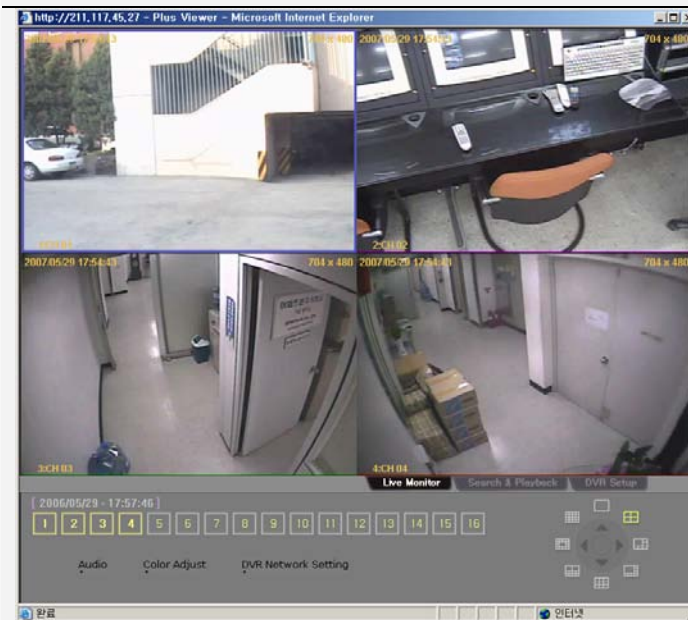 http://211,117,45,27 - Plus Viewer - Microsoft Internet Explorer
704 x 480
2007/05/29 17:54:43
704 x 480
2:CH 02
2007/05/29 17:54:43
704 x 480
2007/05/29 17:54:43
704 x 480
3:CH 03
4:CH 04
Live Monitor
Search & Playback
DVR Setup
[ 2006/05/29 - 17:57:46 ]
1 2 3 4 5 6 7 8 9 10 11 12 13 14 15 16
Audio
Color Adjust
DVR Network Setting
완료
인터넷